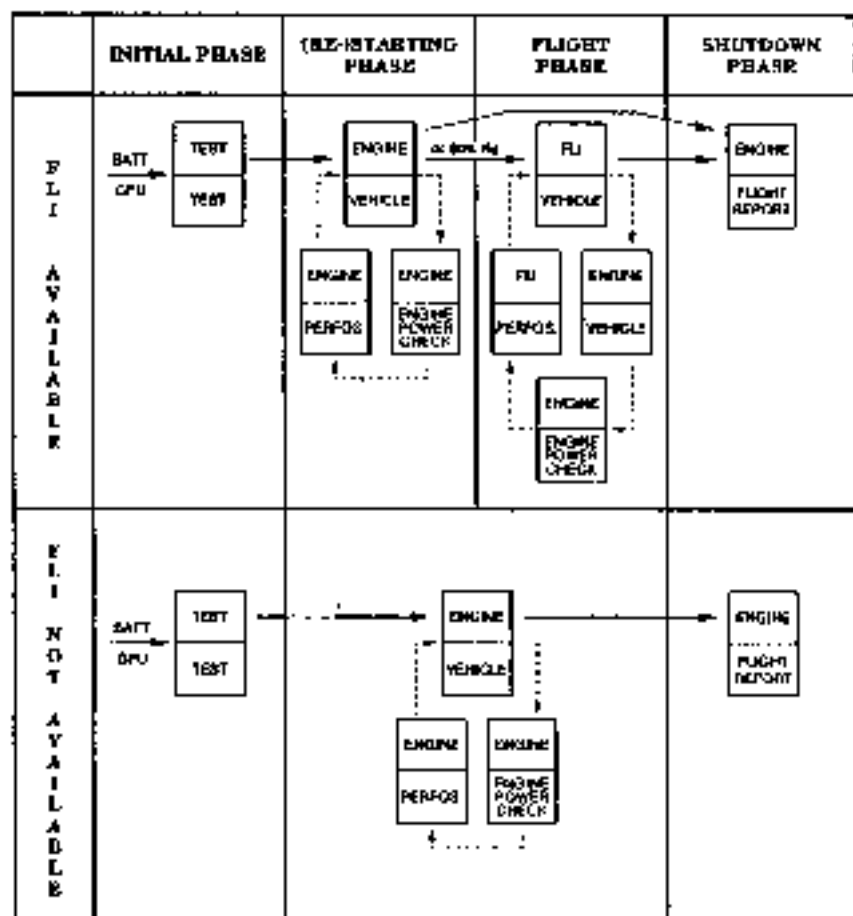 INITIAL PHASE
(RE-)STARTING
PHASE
FLIGHT
PHASE
SHUTDOWN
PHASE
F
L
I
A
V
A
I
L
A
B
L
E
BATT
GPU
TEST
TEST
ENGINE
VEHICLE
ENGINE
PERFOS
ENGINE
ENGINE
POWER
CHECK
FLI
VEHICLE
FLI
PERFOS
ENGINE
VEHICLE
ENGINE
ENGINE
POWER
CHECK
ENGINE
FLIGHT
REPORT
F
L
I
N
O
T
A
V
A
I
L
A
B
L
E
BATT
GPU
TEST
TEST
ENGINE
VEHICLE
ENGINE
PERFOS
ENGINE
ENGINE
POWER
CHECK
ENGINE
FLIGHT
REPORT